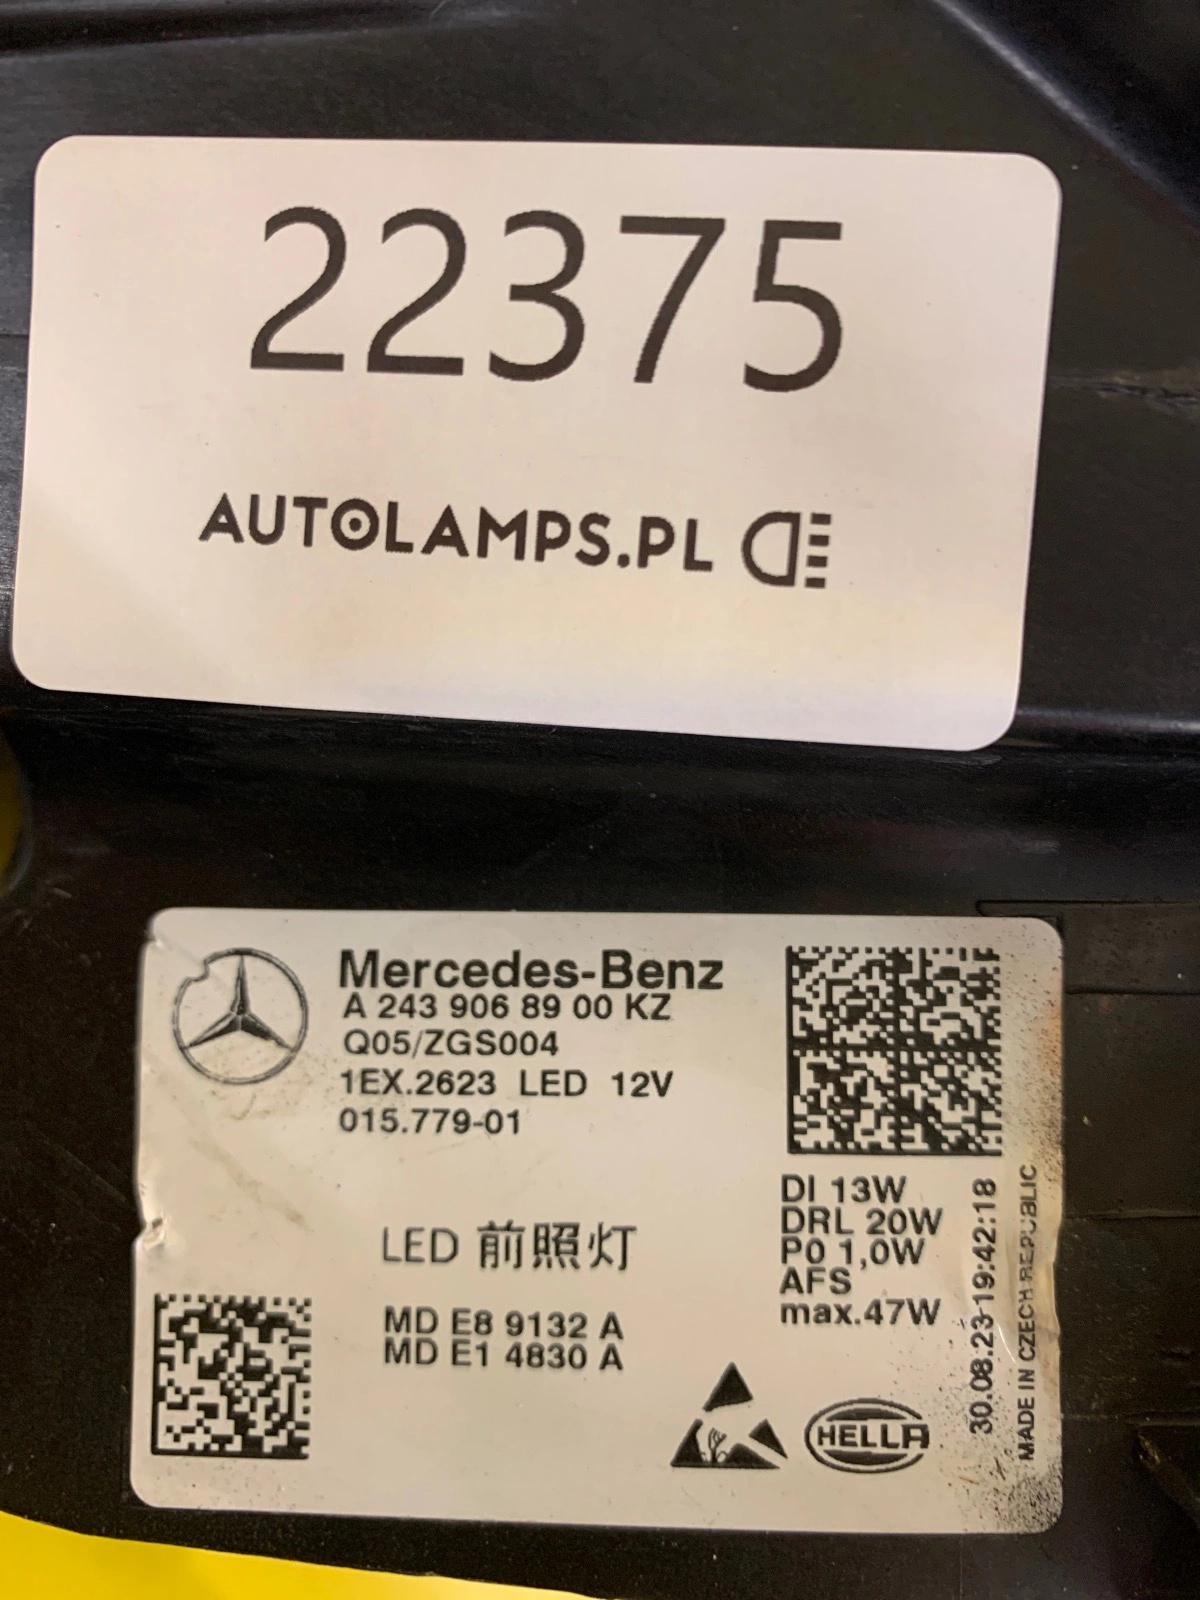 22375
AUTOLAMPS.PL
Mercedes-Benz
A 243 906 89 00 KZ
Q05/ZGS004
1EX.2623 LED 12V
015.779-01
LED 前照灯
MD E8 9132 A
MD E1 4830 A
DI 13W
DRL 20W
P0 1,0W
AFS
max.47W
30.08.23-19:42:18
MADE IN CZECH REPUBLIC
HELLA